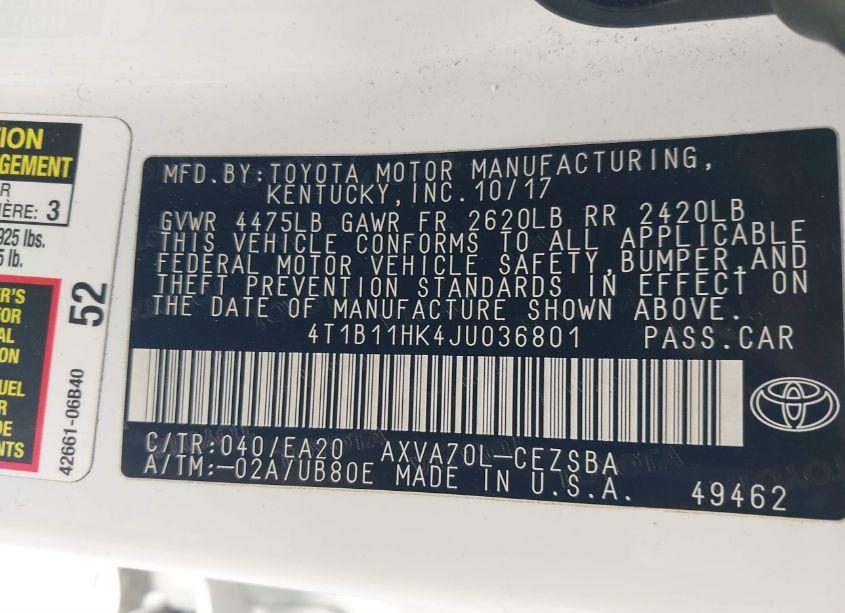 TION
GEMENT
R
IÈRE: 3
925 lbs.
5 lb.
R'S
TOR
AL
ION
UEL
R
DE
NTS
52
42661-06B40
MFD.BY:TOYOTA MOTOR MANUFACTURING,
KENTUCKY,INC.10/17
GVWR 4475LB GAWR FR 2620LB RR 2420LB
THIS VEHICLE CONFORMS TO ALL APPLICABLE
FEDERAL MOTOR VEHICLE SAFETY,BUMPER,AND
THEFT PREVENTION STANDARDS IN EFFECT ON
THE DATE OF MANUFACTURE SHOWN ABOVE.
4T1B11HK4JU036801 PASS.CAR
C/TR:040/EA20 AXVA70L-CEZSBA
A/TM:-02A/UB80E MADE IN U.S.A.
49462